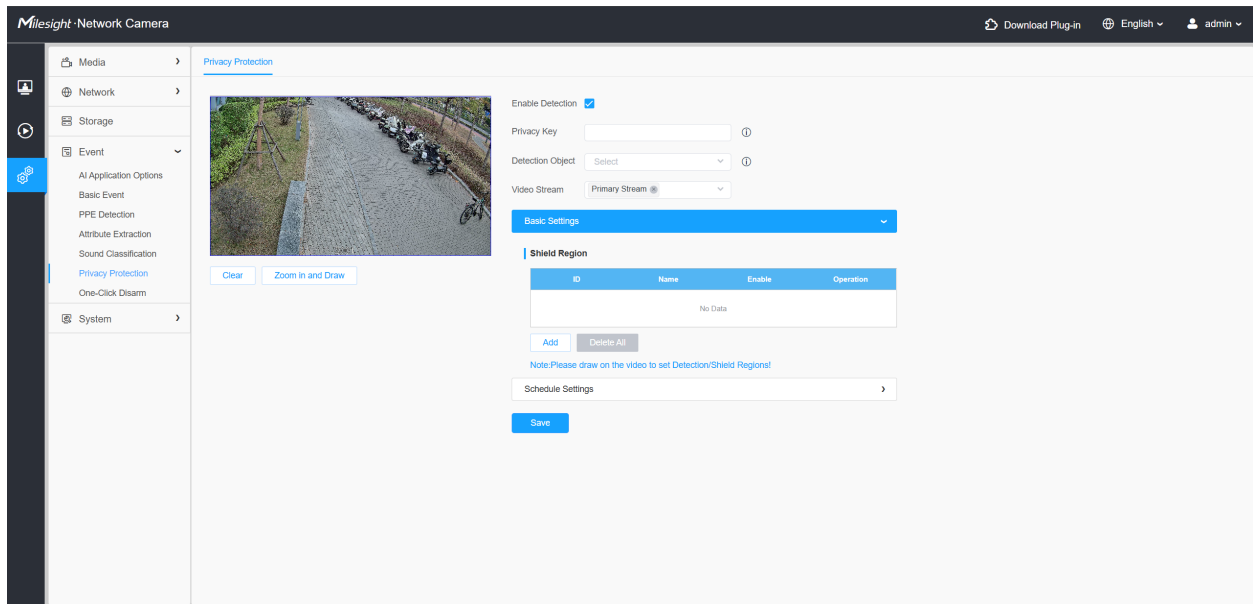 Milesight·Network Camera
Download Plug-in
English
admin
Media
Network
Storage
Event
AI Application Options
Basic Event
PPE Detection
Attribute Extraction
Sound Classification
Privacy Protection
One-Click Disarm
System
Privacy Protection
Clear
Zoom in and Draw
Enable Detection
Privacy Key
Detection Object Select
Video Stream Primary Stream
Basic Settings
Shield Region
ID Name Enable Operation
No Data
Add Delete All
Note:Please draw on the video to set Detection/Shield Regions!
Schedule Settings
Save